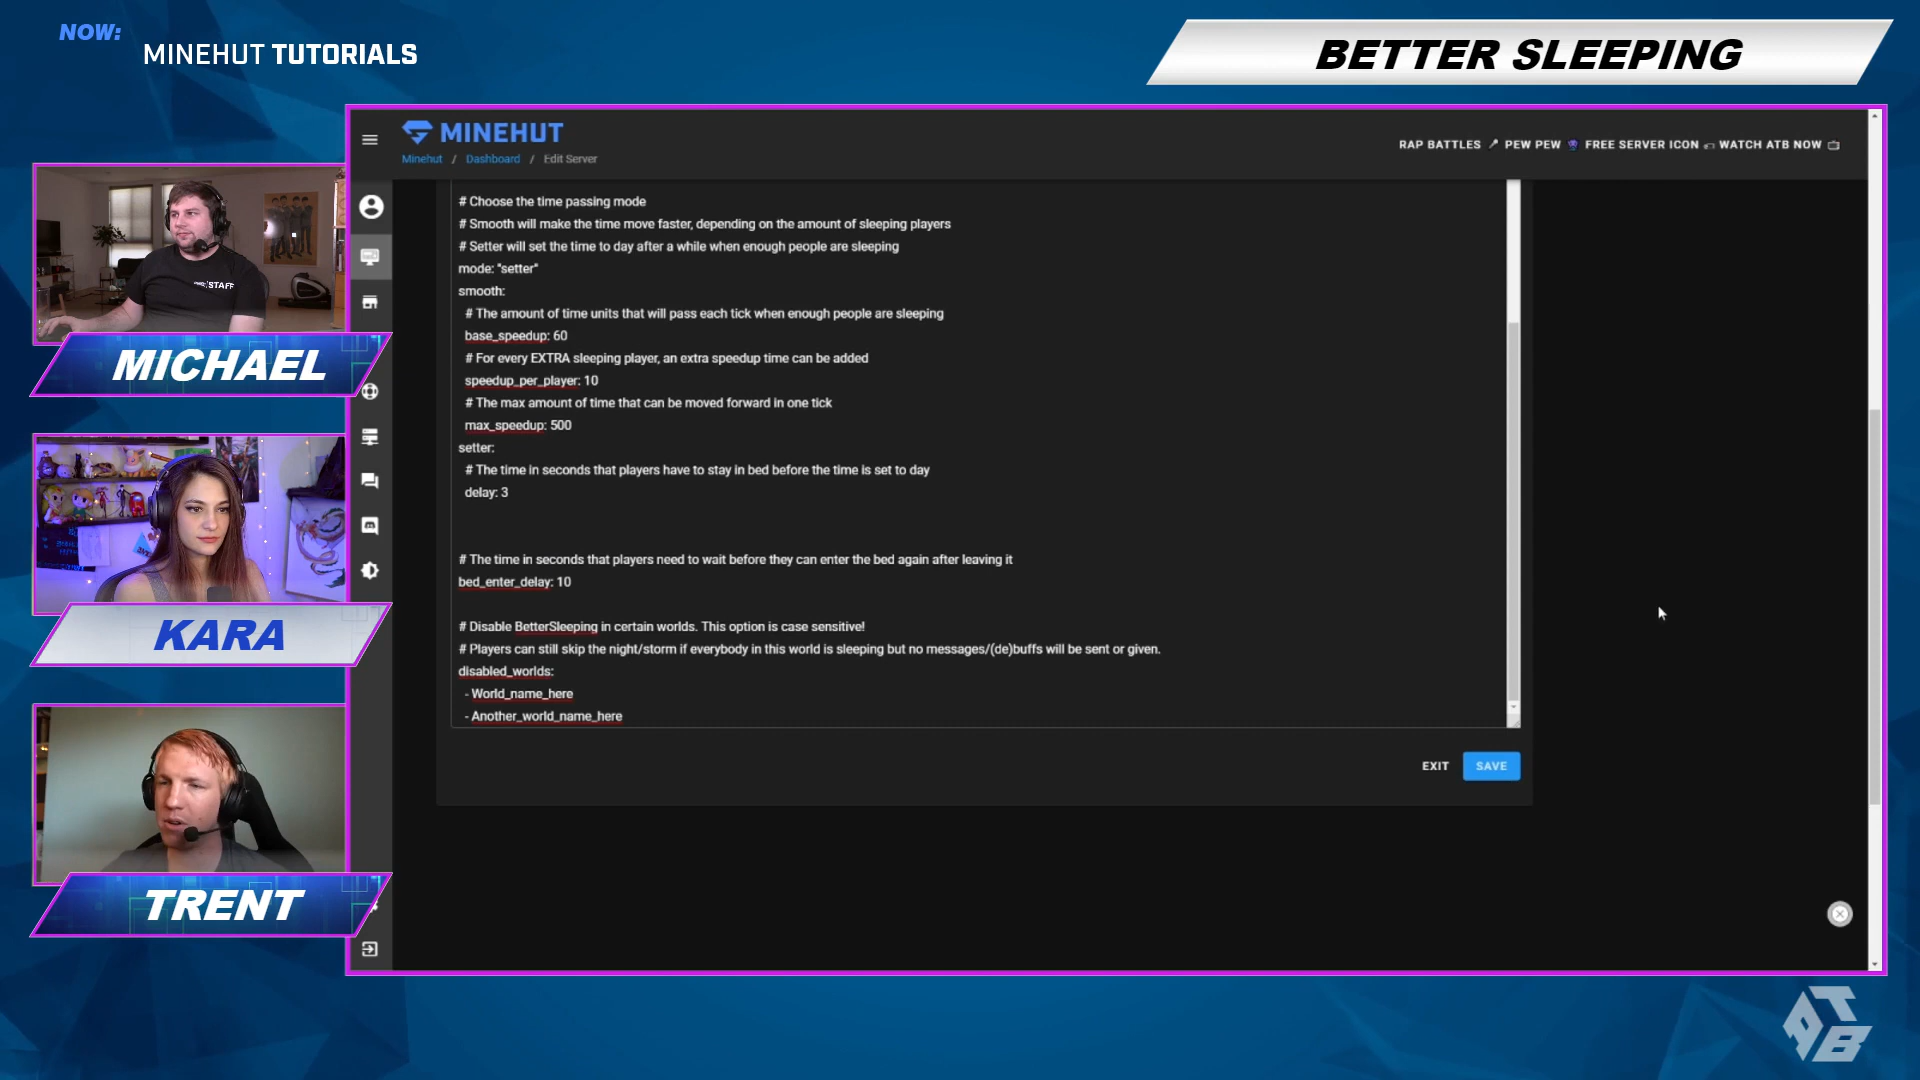 NOW:
MINEHUT TUTORIALS
BETTER SLEEPING
MINEHUT
Minehut / Dashboard / Edit Server
RAP BATTLES PEW PEW FREE SERVER ICON WATCH ATB NOW
# Choose the time passing mode
# Smooth will make the time move faster, depending on the amount of sleeping players
# Setter will set the time to day after a while when enough people are sleeping
mode: "setter"
smooth:
# The amount of time units that will pass each tick when enough people are sleeping
base_speedup: 60
# For every EXTRA sleeping player, an extra speedup time can be added
speedup_per_player: 10
# The max amount of time that can be moved forward in one tick
max_speedup: 500
setter:
# The time in seconds that players have to stay in bed before the time is set to day
delay: 3
# The time in seconds that players need to wait before they can enter the bed again after leaving it
bed_enter_delay: 10
# Disable BetterSleeping in certain worlds. This option is case sensitive!
# Players can still skip the night/storm if everybody in this world is sleeping but no messages/(de)buffs will be sent or given.
disabled_worlds:
- World_name_here
- Another_world_name_here
EXIT SAVE
STAFF
MICHAEL
KARA
TRENT
ATB